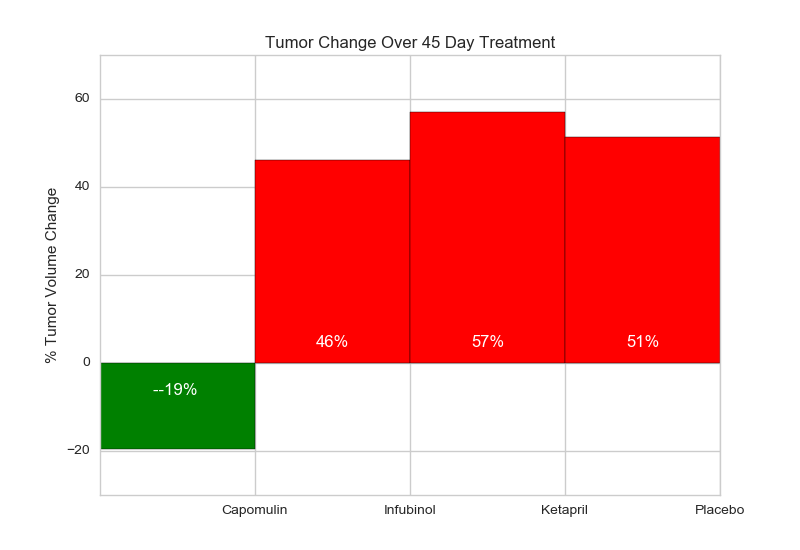 Tumor Change Over 45 Day Treatment
% Tumor Volume Change
60
40
20
0
−20
--19%
46%
57%
51%
Capomulin
Infubinol
Ketapril
Placebo